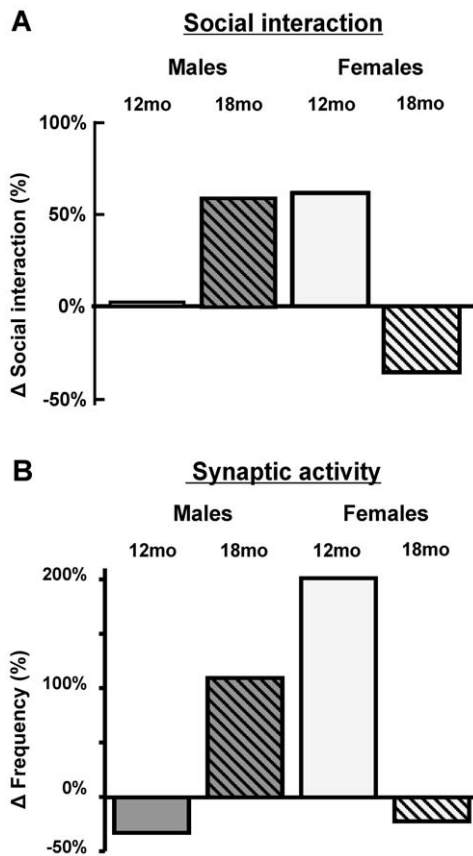 A
Social interaction
Males Females
12mo 18mo 12mo 18mo
100%
50%
0%
-50%
Δ Social interaction (%)
B
Synaptic activity
Males Females
12mo 18mo 12mo 18mo
200%
100%
0%
-50%
Δ Frequency (%)